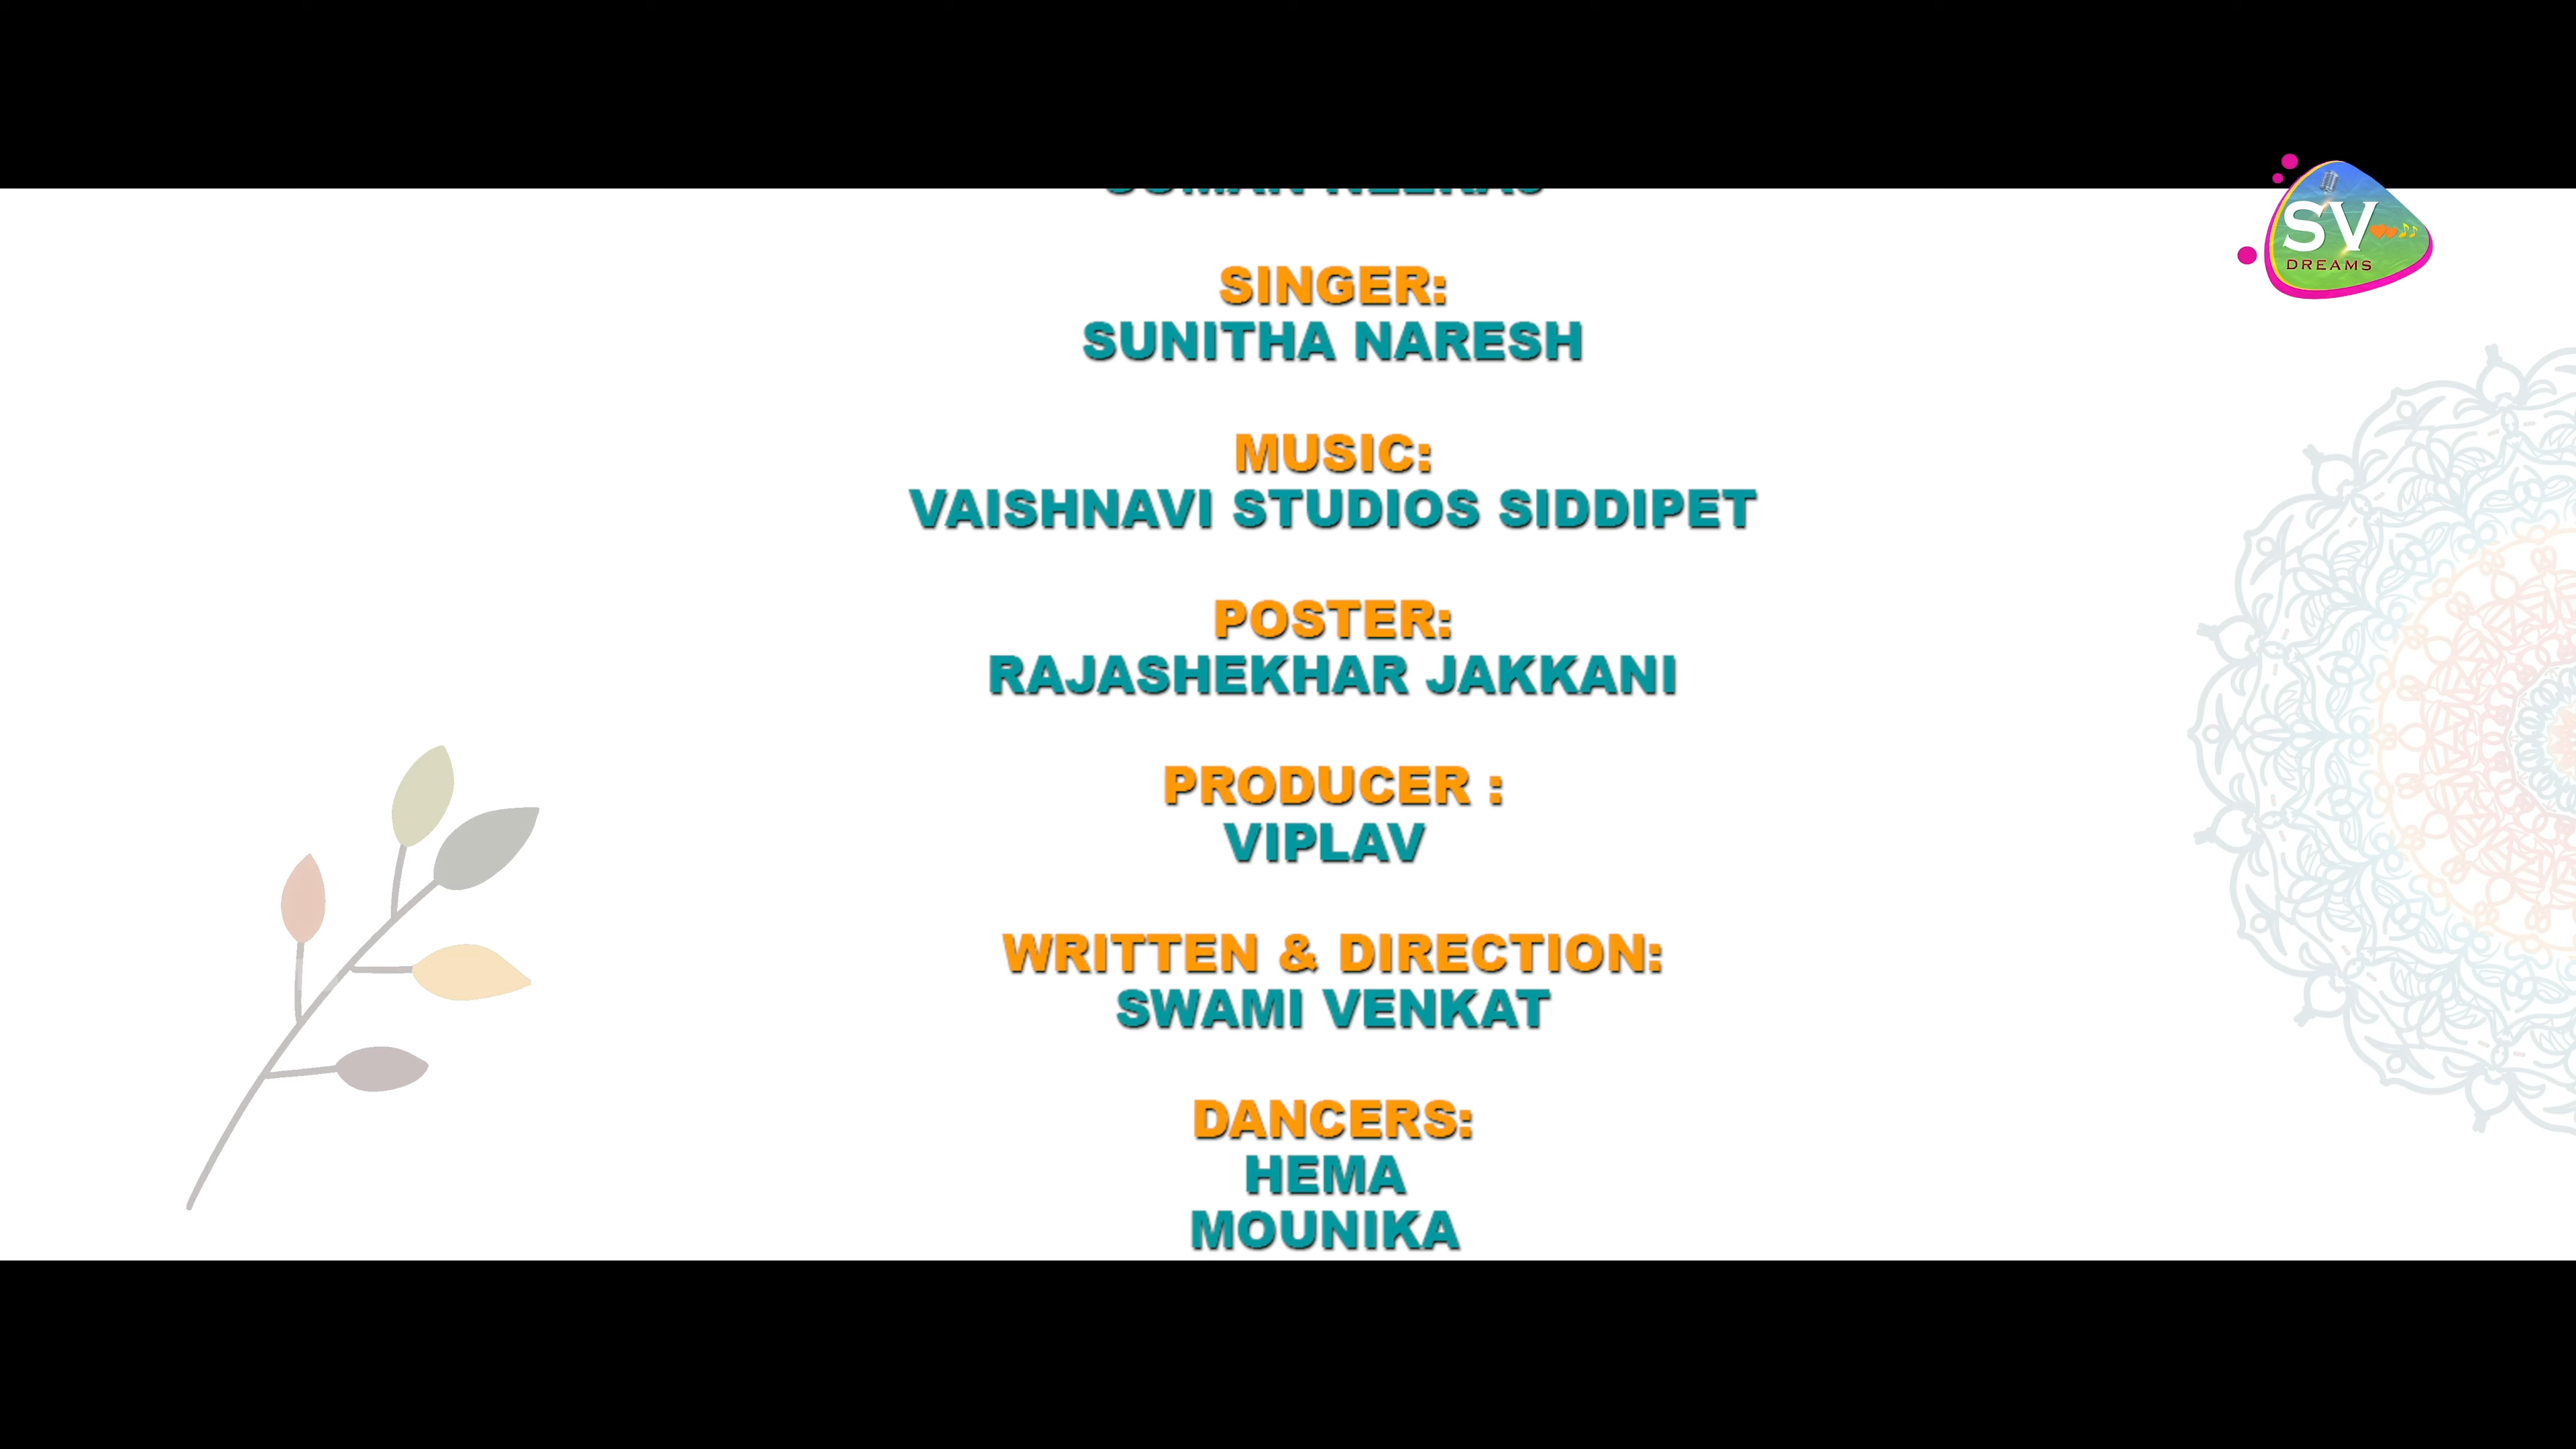 SINGER:
SUNITHA NARESH
MUSIC:
VAISHNAVI STUDIOS SIDDIPET
POSTER:
RAJASHEKHAR JAKKANI
PRODUCER :
VIPLAV
WRITTEN & DIRECTION:
SWAMI VENKAT
DANCERS:
HEMA
MOUNIKA
SV
DREAMS